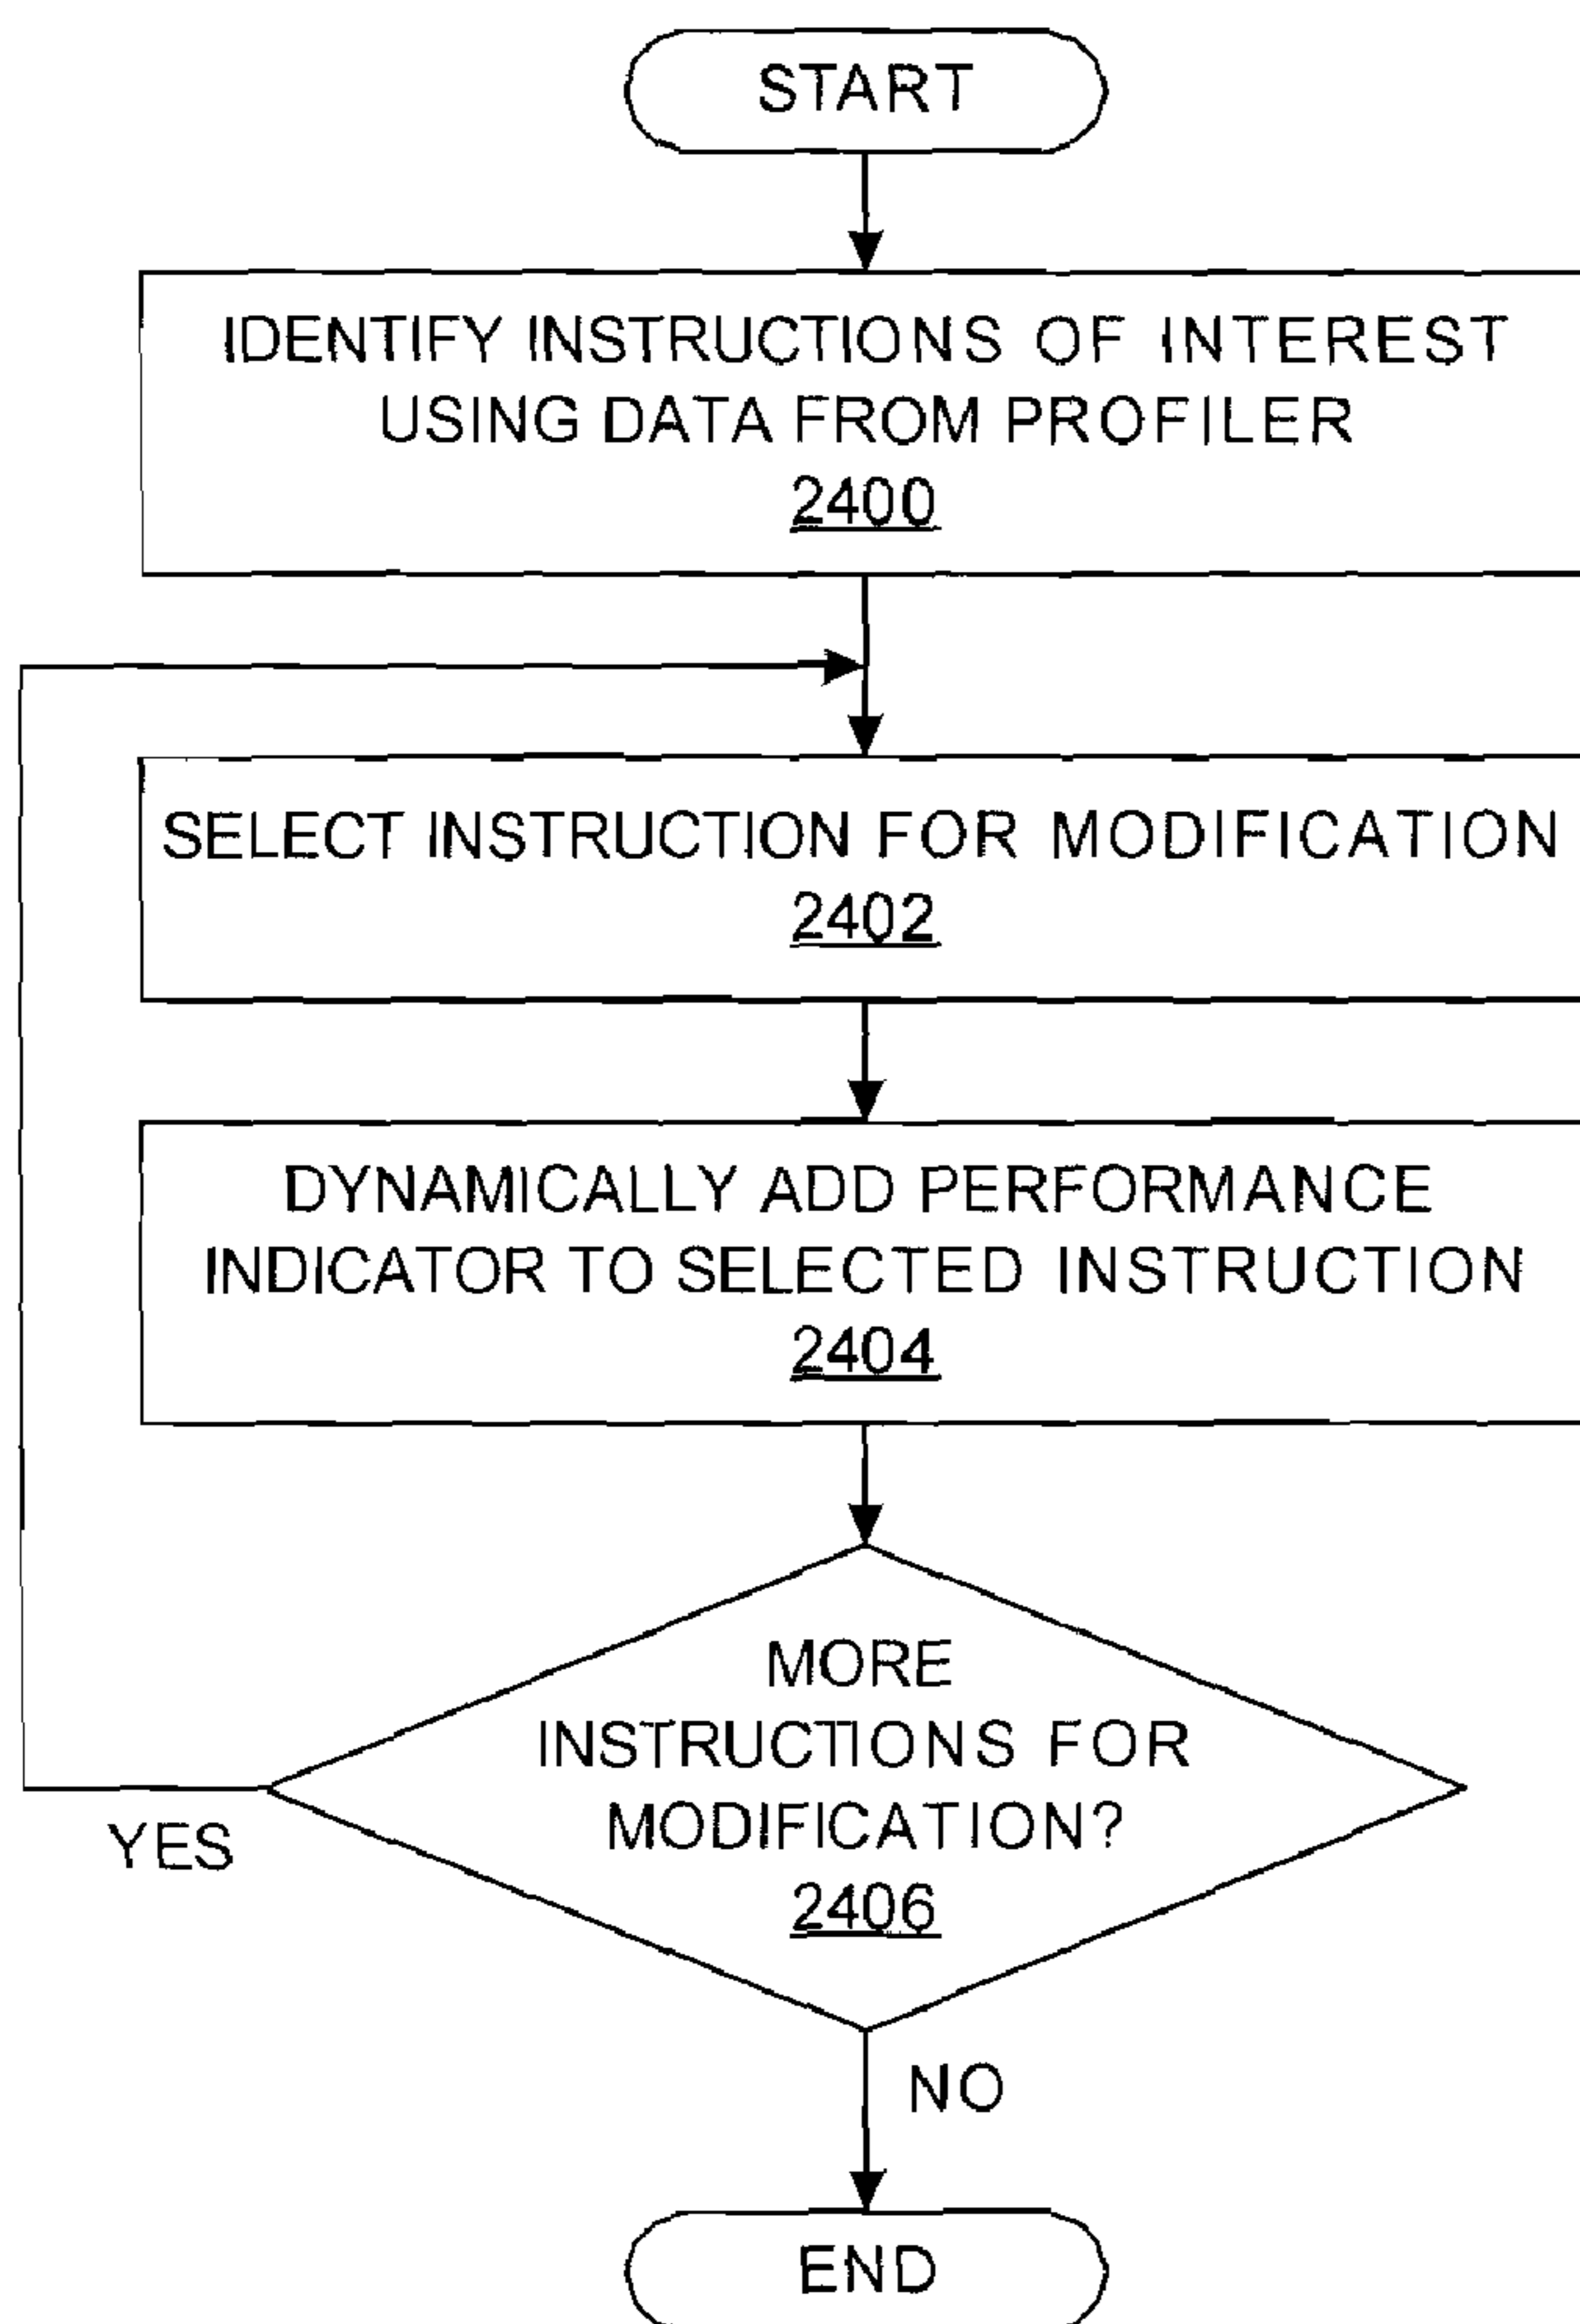 START
IDENTIFY INSTRUCTIONS OF INTEREST
USING DATA FROM PROFILER
2400
SELECT INSTRUCTION FOR MODIFICATION
2402
DYNAMICALLY ADD PERFORMANCE
INDICATOR TO SELECTED INSTRUCTION
2404
MORE
INSTRUCTIONS FOR
MODIFICATION?
2406
YES
NO
END